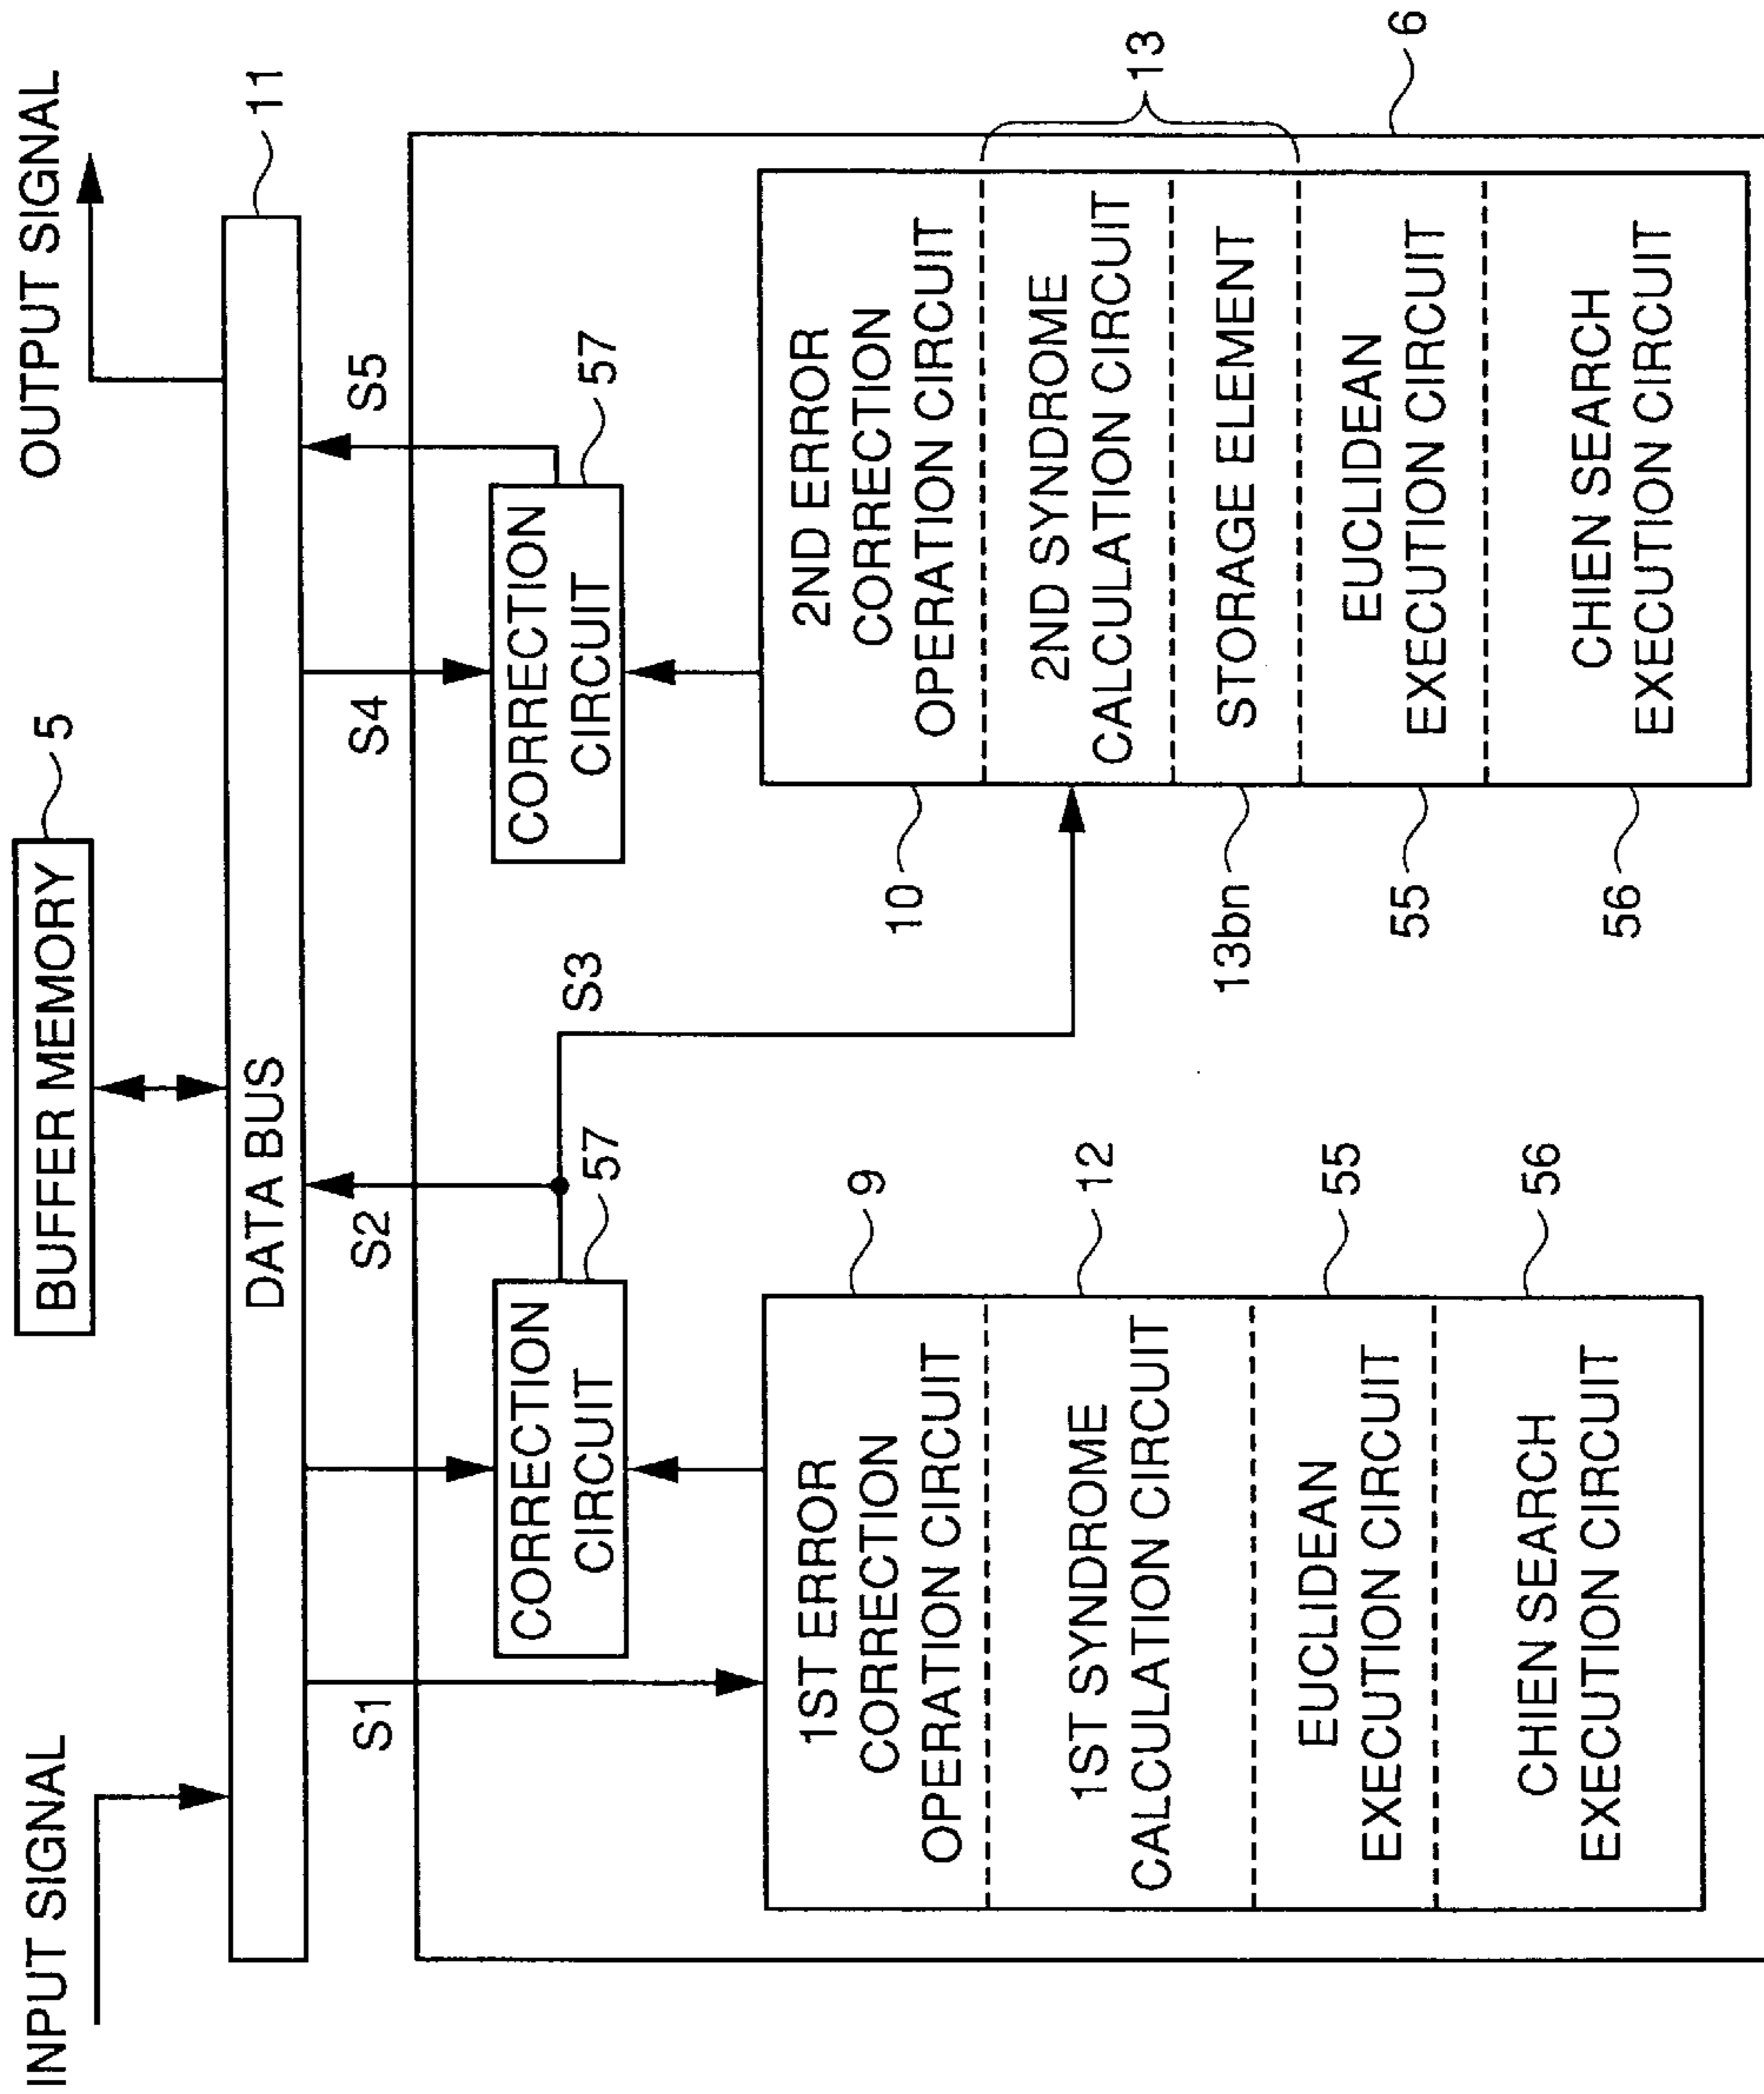 INPUT SIGNAL
OUTPUT SIGNAL
BUFFER MEMORY
5
DATA BUS
11
S1
S2
S4
S5
CORRECTION
CIRCUIT
57
S3
CORRECTION
CIRCUIT
57
13
6
1ST ERROR
CORRECTION
OPERATION CIRCUIT
9
1ST SYNDROME
CALCULATION CIRCUIT
12
EUCLIDEAN
EXECUTION CIRCUIT
55
CHIEN SEARCH
EXECUTION CIRCUIT
56
2ND ERROR
CORRECTION
OPERATION CIRCUIT
10
2ND SYNDROME
CALCULATION CIRCUIT
STORAGE ELEMENT
13bn
EUCLIDEAN
EXECUTION CIRCUIT
55
CHIEN SEARCH
EXECUTION CIRCUIT
56